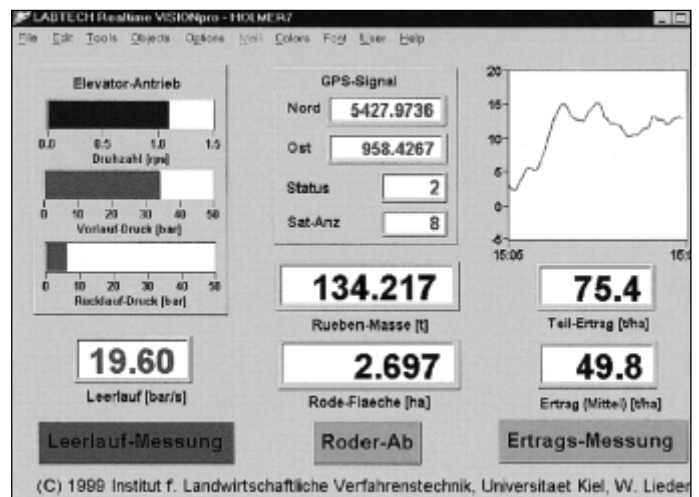 LABTECH Realtime VISIONpro - HOLMER7
File Edit Tools Objects Options Mail Colors Font User Help
Elevator-Antrieb
0.0 0.5 1.0 1.5
Druhzahl [rps]
0 10 20 30 40 50
Vorlauf-Druck [bar]
0 10 20 30 40 50
Rücklauf-Druck [bar]
19.60
Leerlauf [bar/s]
Leerlauf-Messung
GPS-Signal
Nord 5427.9736
Ost 958.4267
Status 2
Sat-Anz 8
134.217
Rueben-Masse [t]
2.697
Rode-Flaeche [ha]
Roder-Ab
20
15
10
5
0
-5
15:05
75.4
Teil-Ertrag [t/ha]
49.8
Ertrag (Mittel) [t/ha]
Ertrags-Messung
(C) 1999 Institut f. Landwirtschaftliche Verfahrenstechnik, Universitaet Kiel, W. Lieder